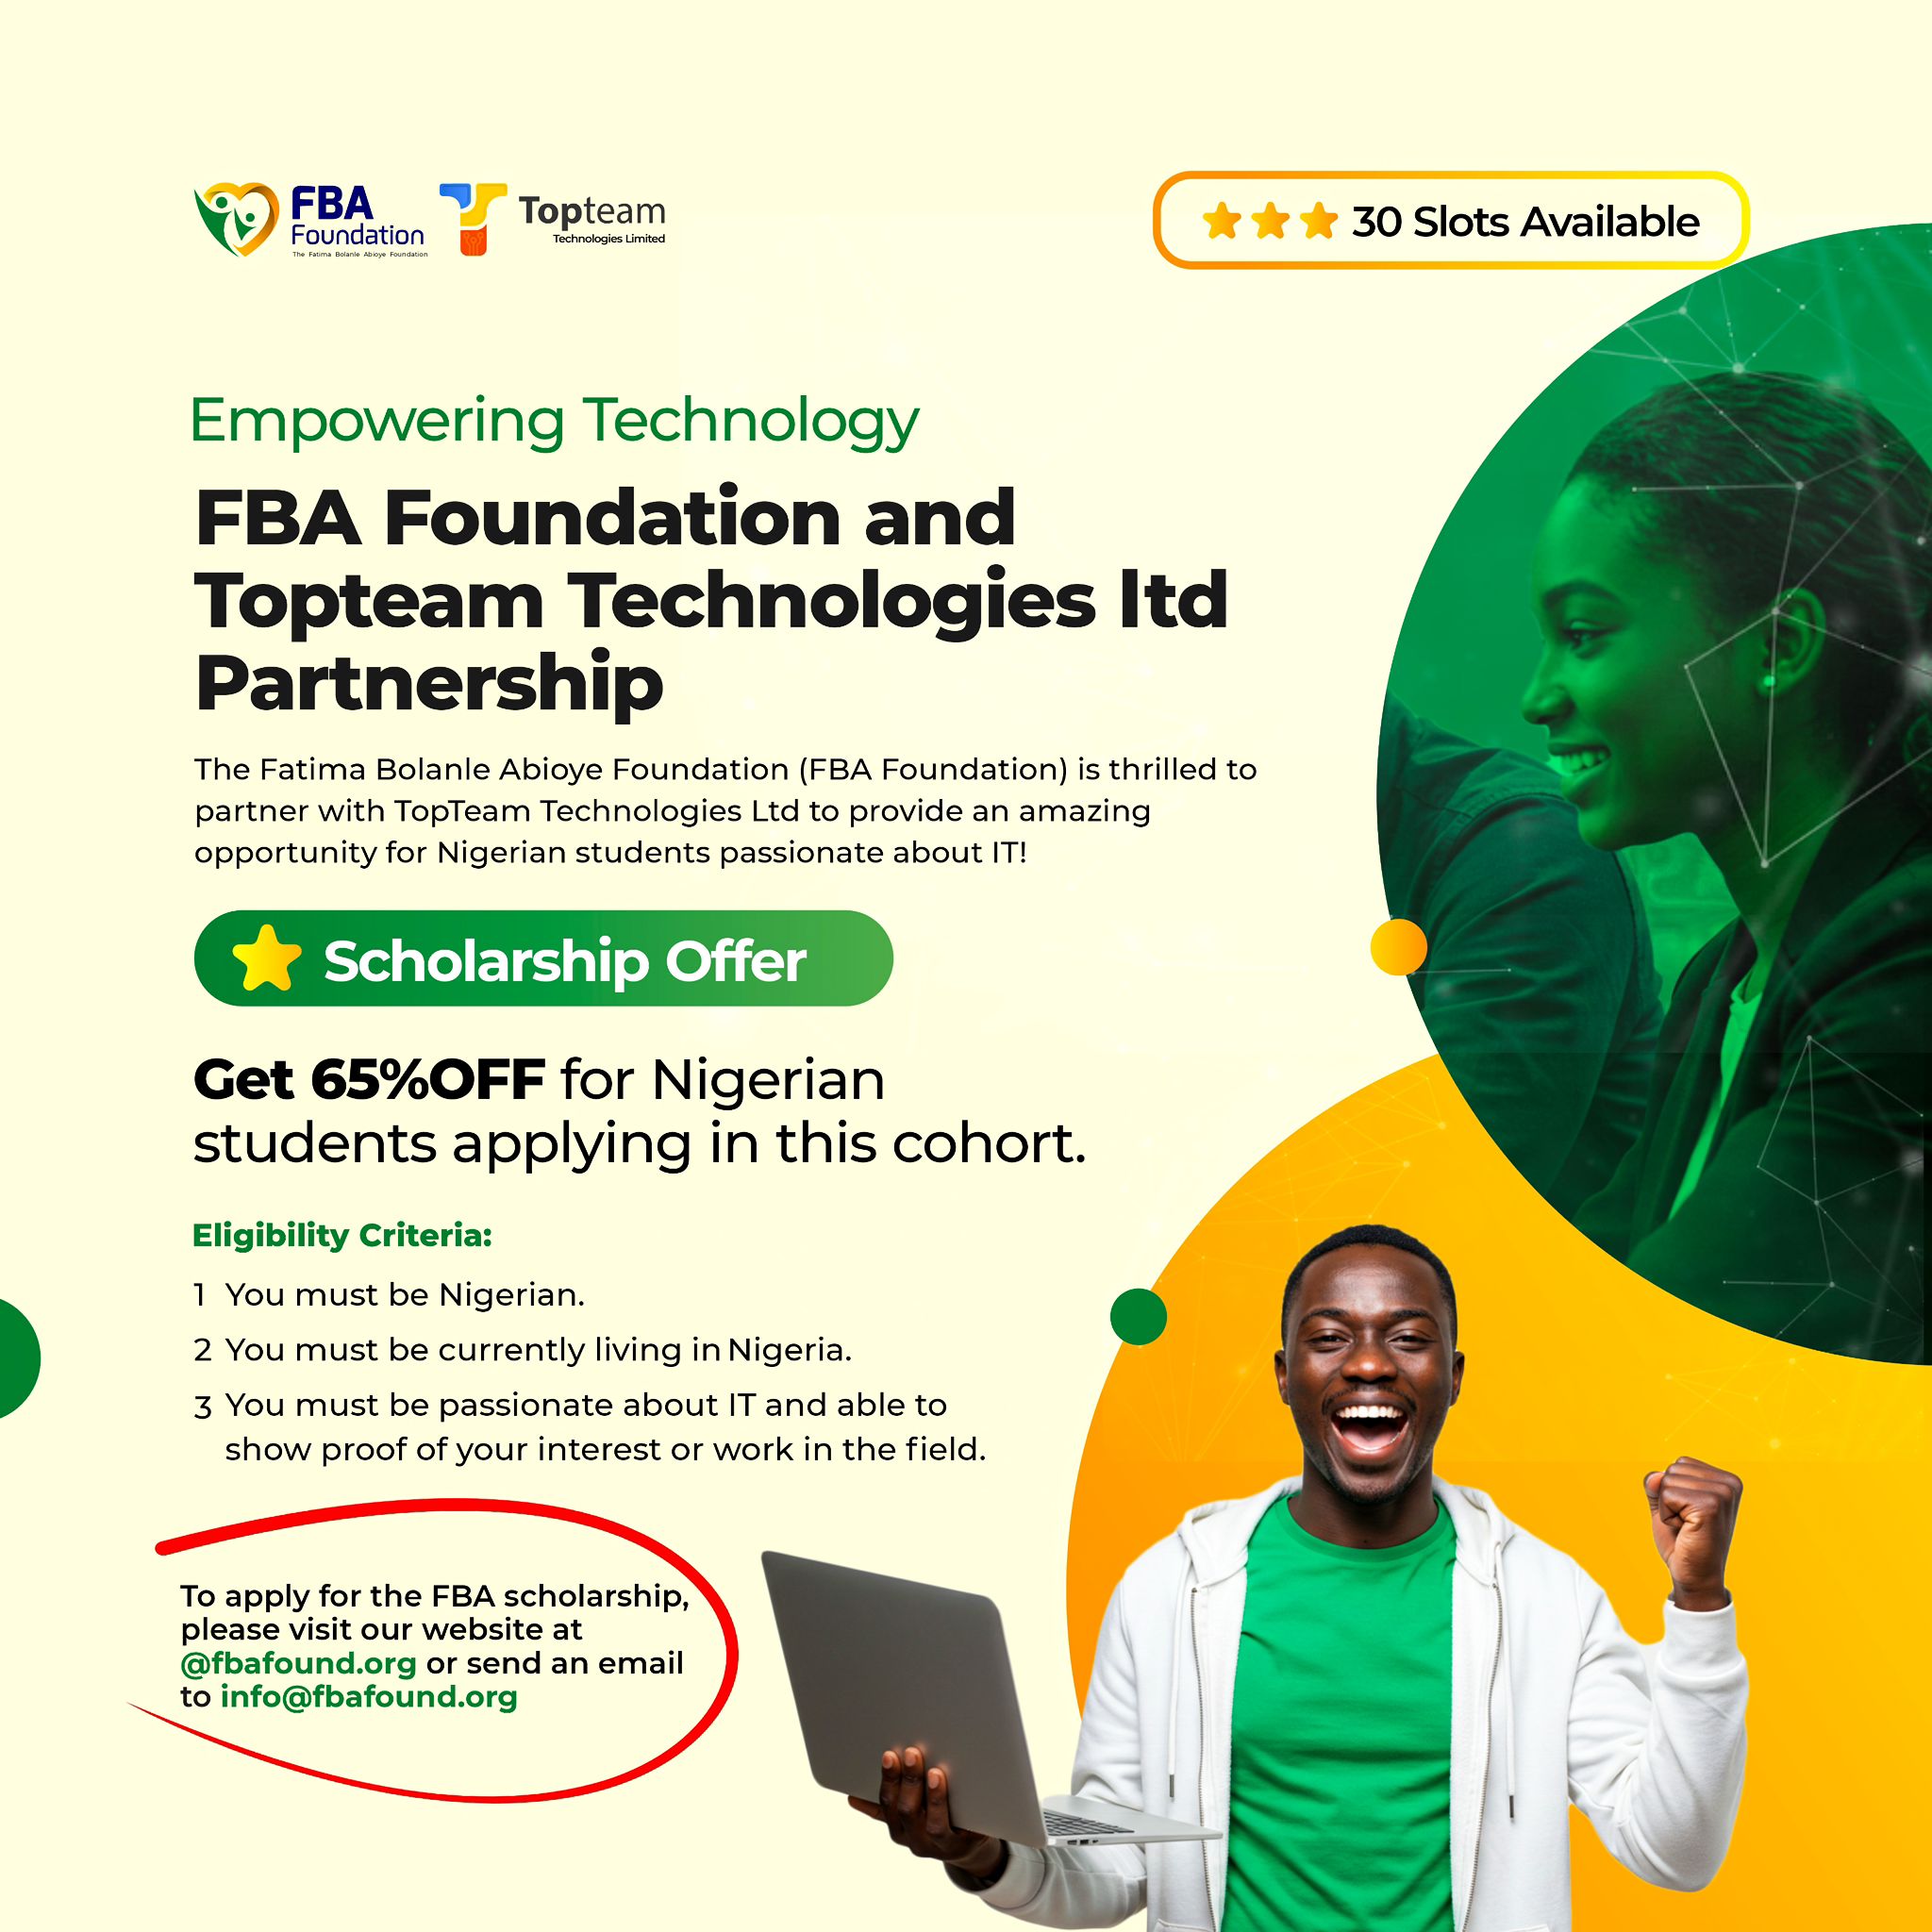 FBA
Foundation
The Fatima Bolanle Abioye Foundation
Topteam
Technologies Limited
30 Slots Available
Empowering Technology
FBA Foundation and
Topteam Technologies ltd
Partnership
The Fatima Bolanle Abioye Foundation (FBA Foundation) is thrilled to
partner with TopTeam Technologies Ltd to provide an amazing
opportunity for Nigerian students passionate about IT!
Scholarship Offer
Get 65%OFF for Nigerian
students applying in this cohort.
Eligibility Criteria:
1 You must be Nigerian.
2 You must be currently living in Nigeria.
3 You must be passionate about IT and able to
show proof of your interest or work in the field.
To apply for the FBA scholarship,
please visit our website at
@fbafound.org or send an email
to info@fbafound.org